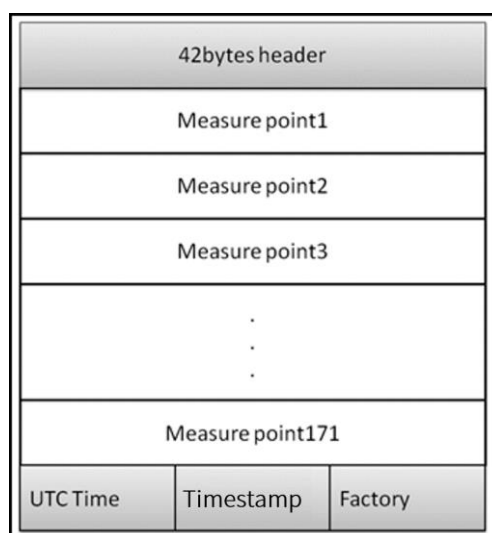 42bytes header
Measure point1
Measure point2
Measure point3
.
.
.
Measure point171
UTC Time Timestamp Factory